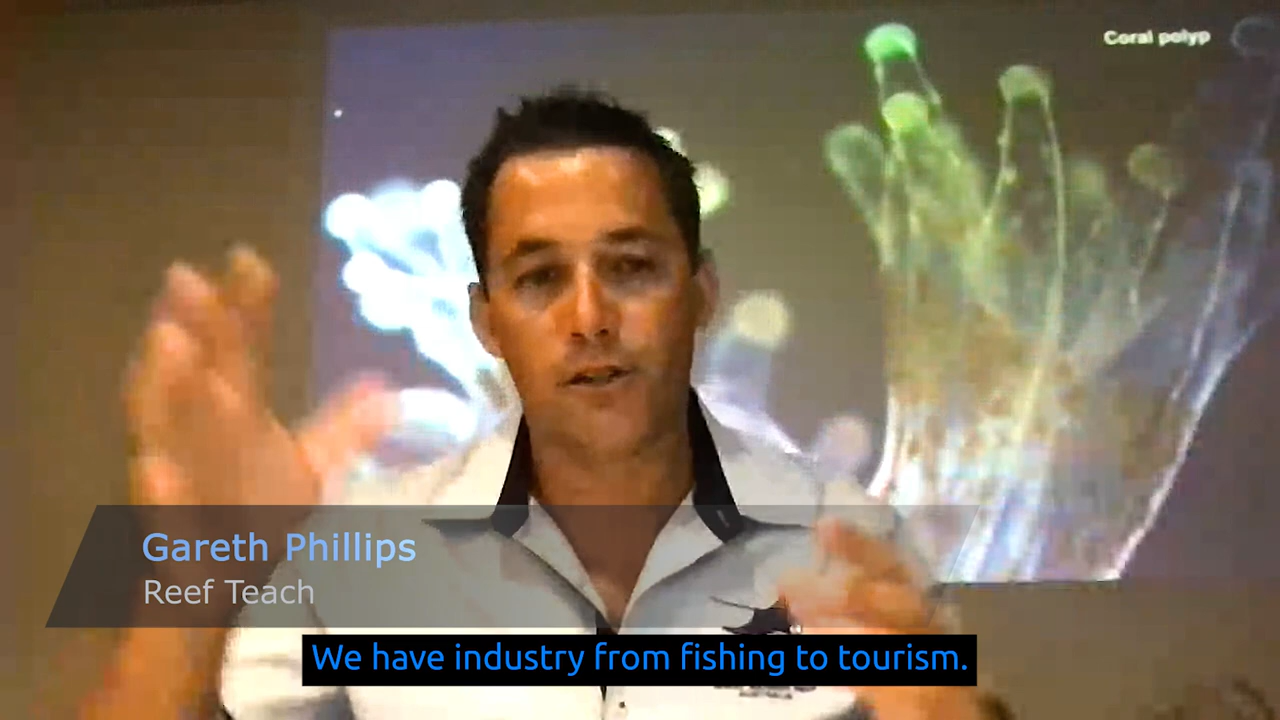 Coral polyp
Gareth Phillips
Reef Teach
We have industry from fishing to tourism.